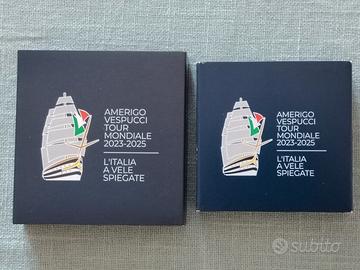 AMERIGO
VESPUCCI
TOUR
MONDIALE
2023-2025
L'ITALIA
A VELE
SPIEGATE
AMERIGO
VESPUCCI
TOUR
MONDIALE
2023-2025
L'ITALIA
A VELE
SPIEGATE
subito